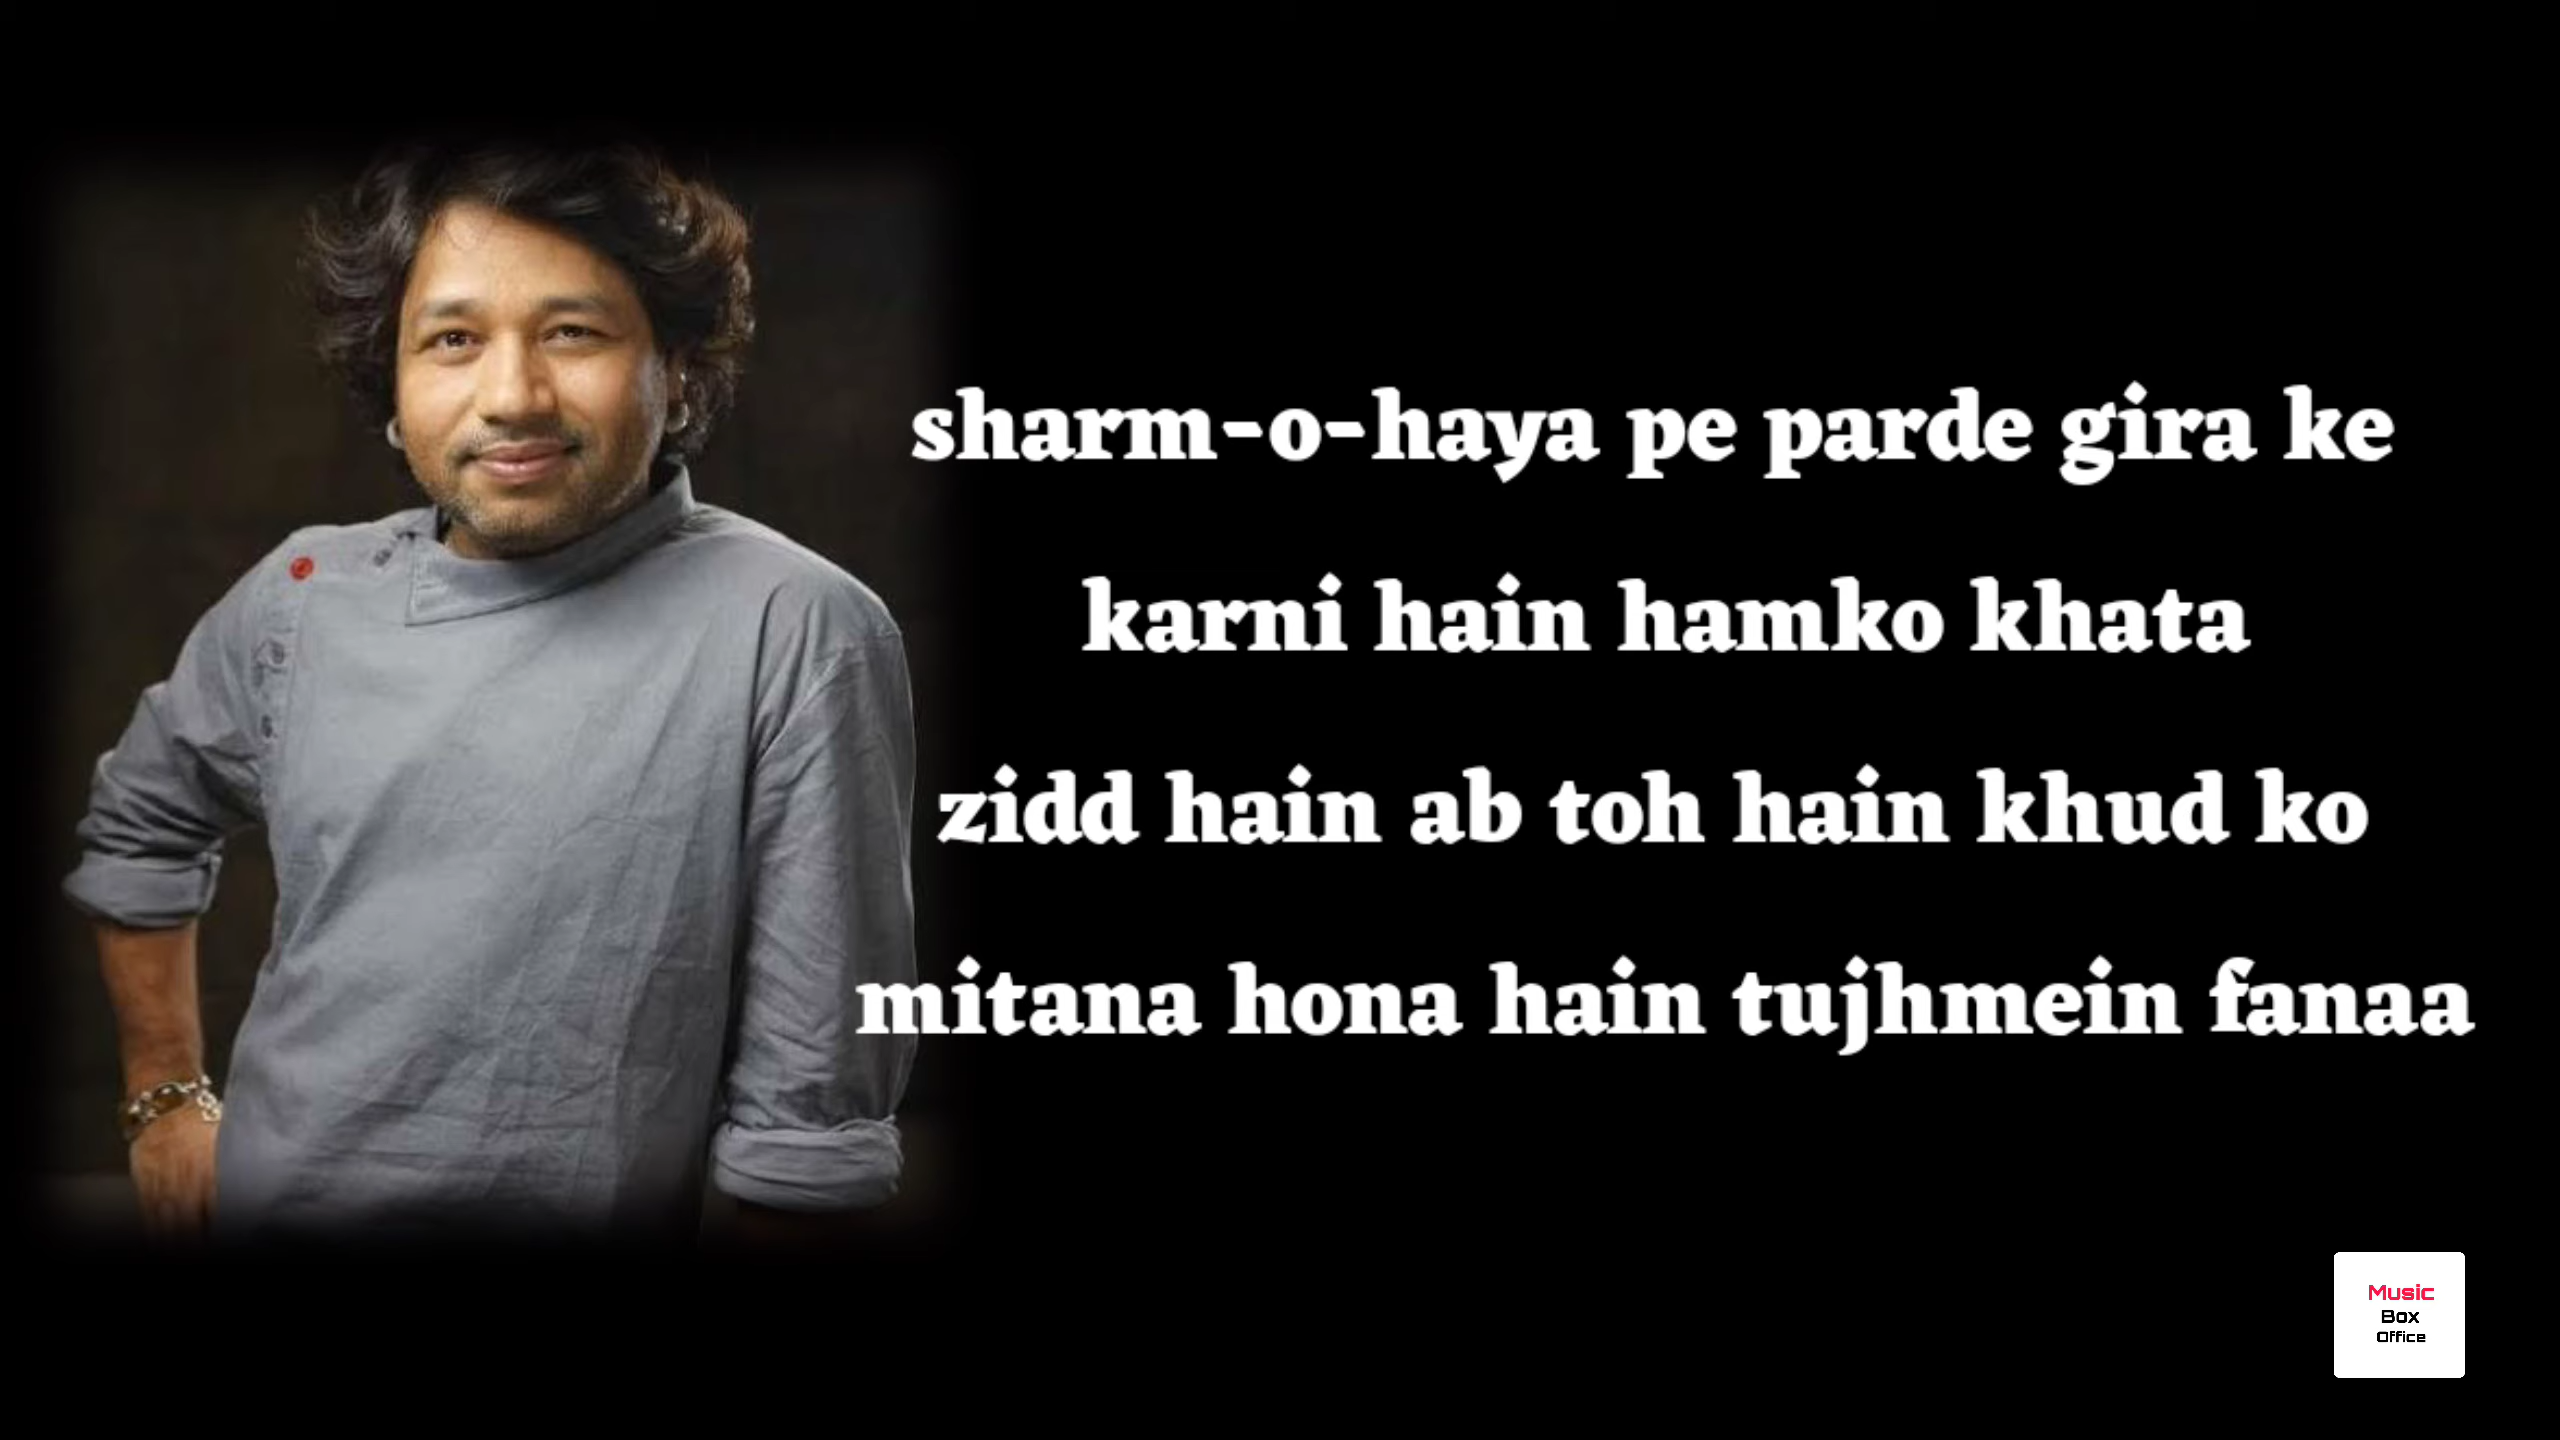 sharm-o-haya pe parde gira ke
karni hain hamko khata
zidd hain ab toh hain khud ko
mitana hona hain tujhmein fanaa
Music
Box
Office